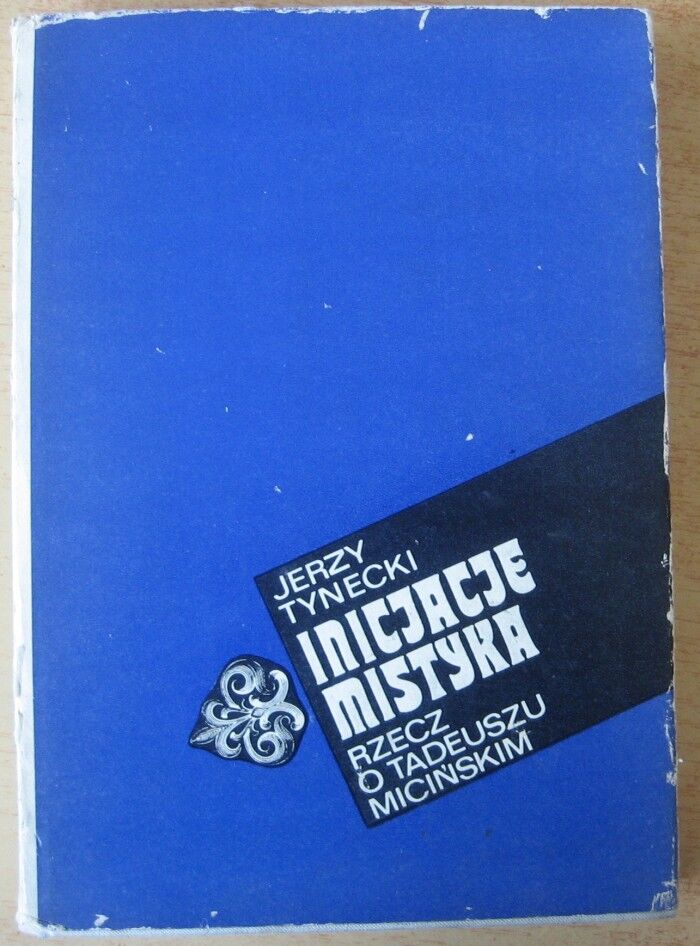 JERZY
TYNECKI
INICJACJE
MISTYKA
RZECZ
O TADEUSZU
MICIŃSKIM